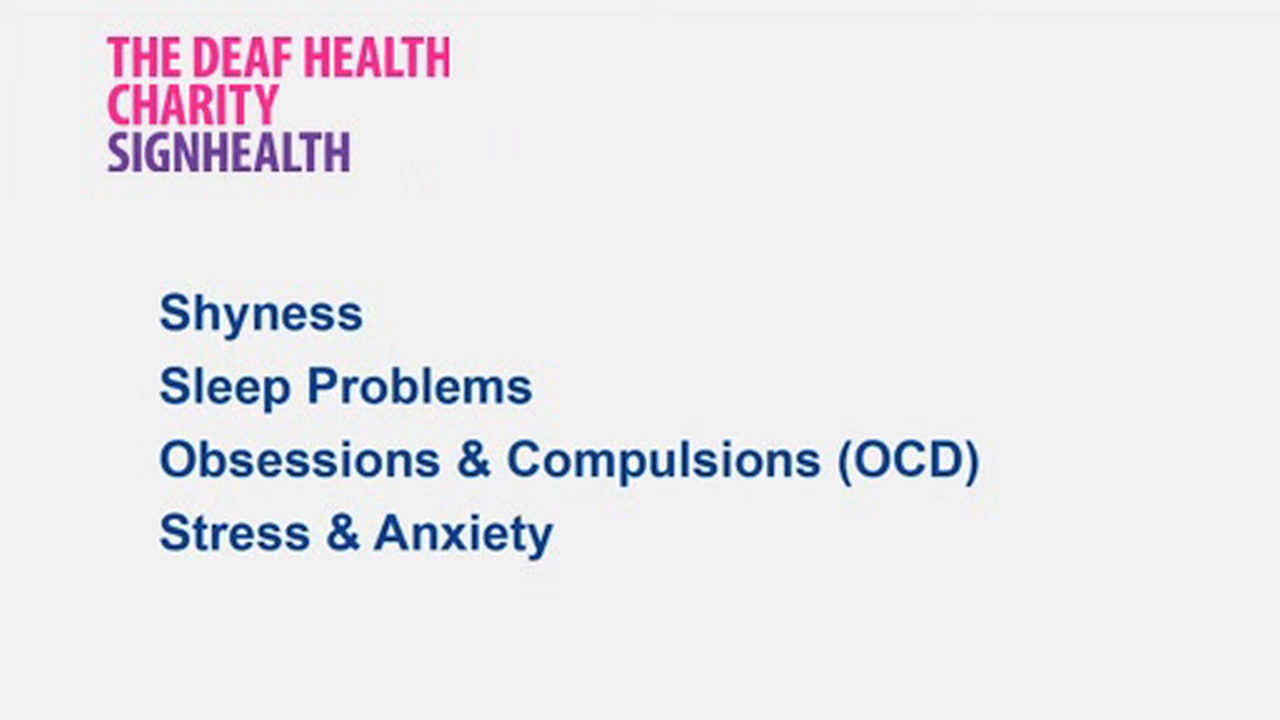 THE DEAF HEALTH
CHARITY
SIGNHEALTH
Shyness
Sleep Problems
Obsessions & Compulsions (OCD)
Stress & Anxiety